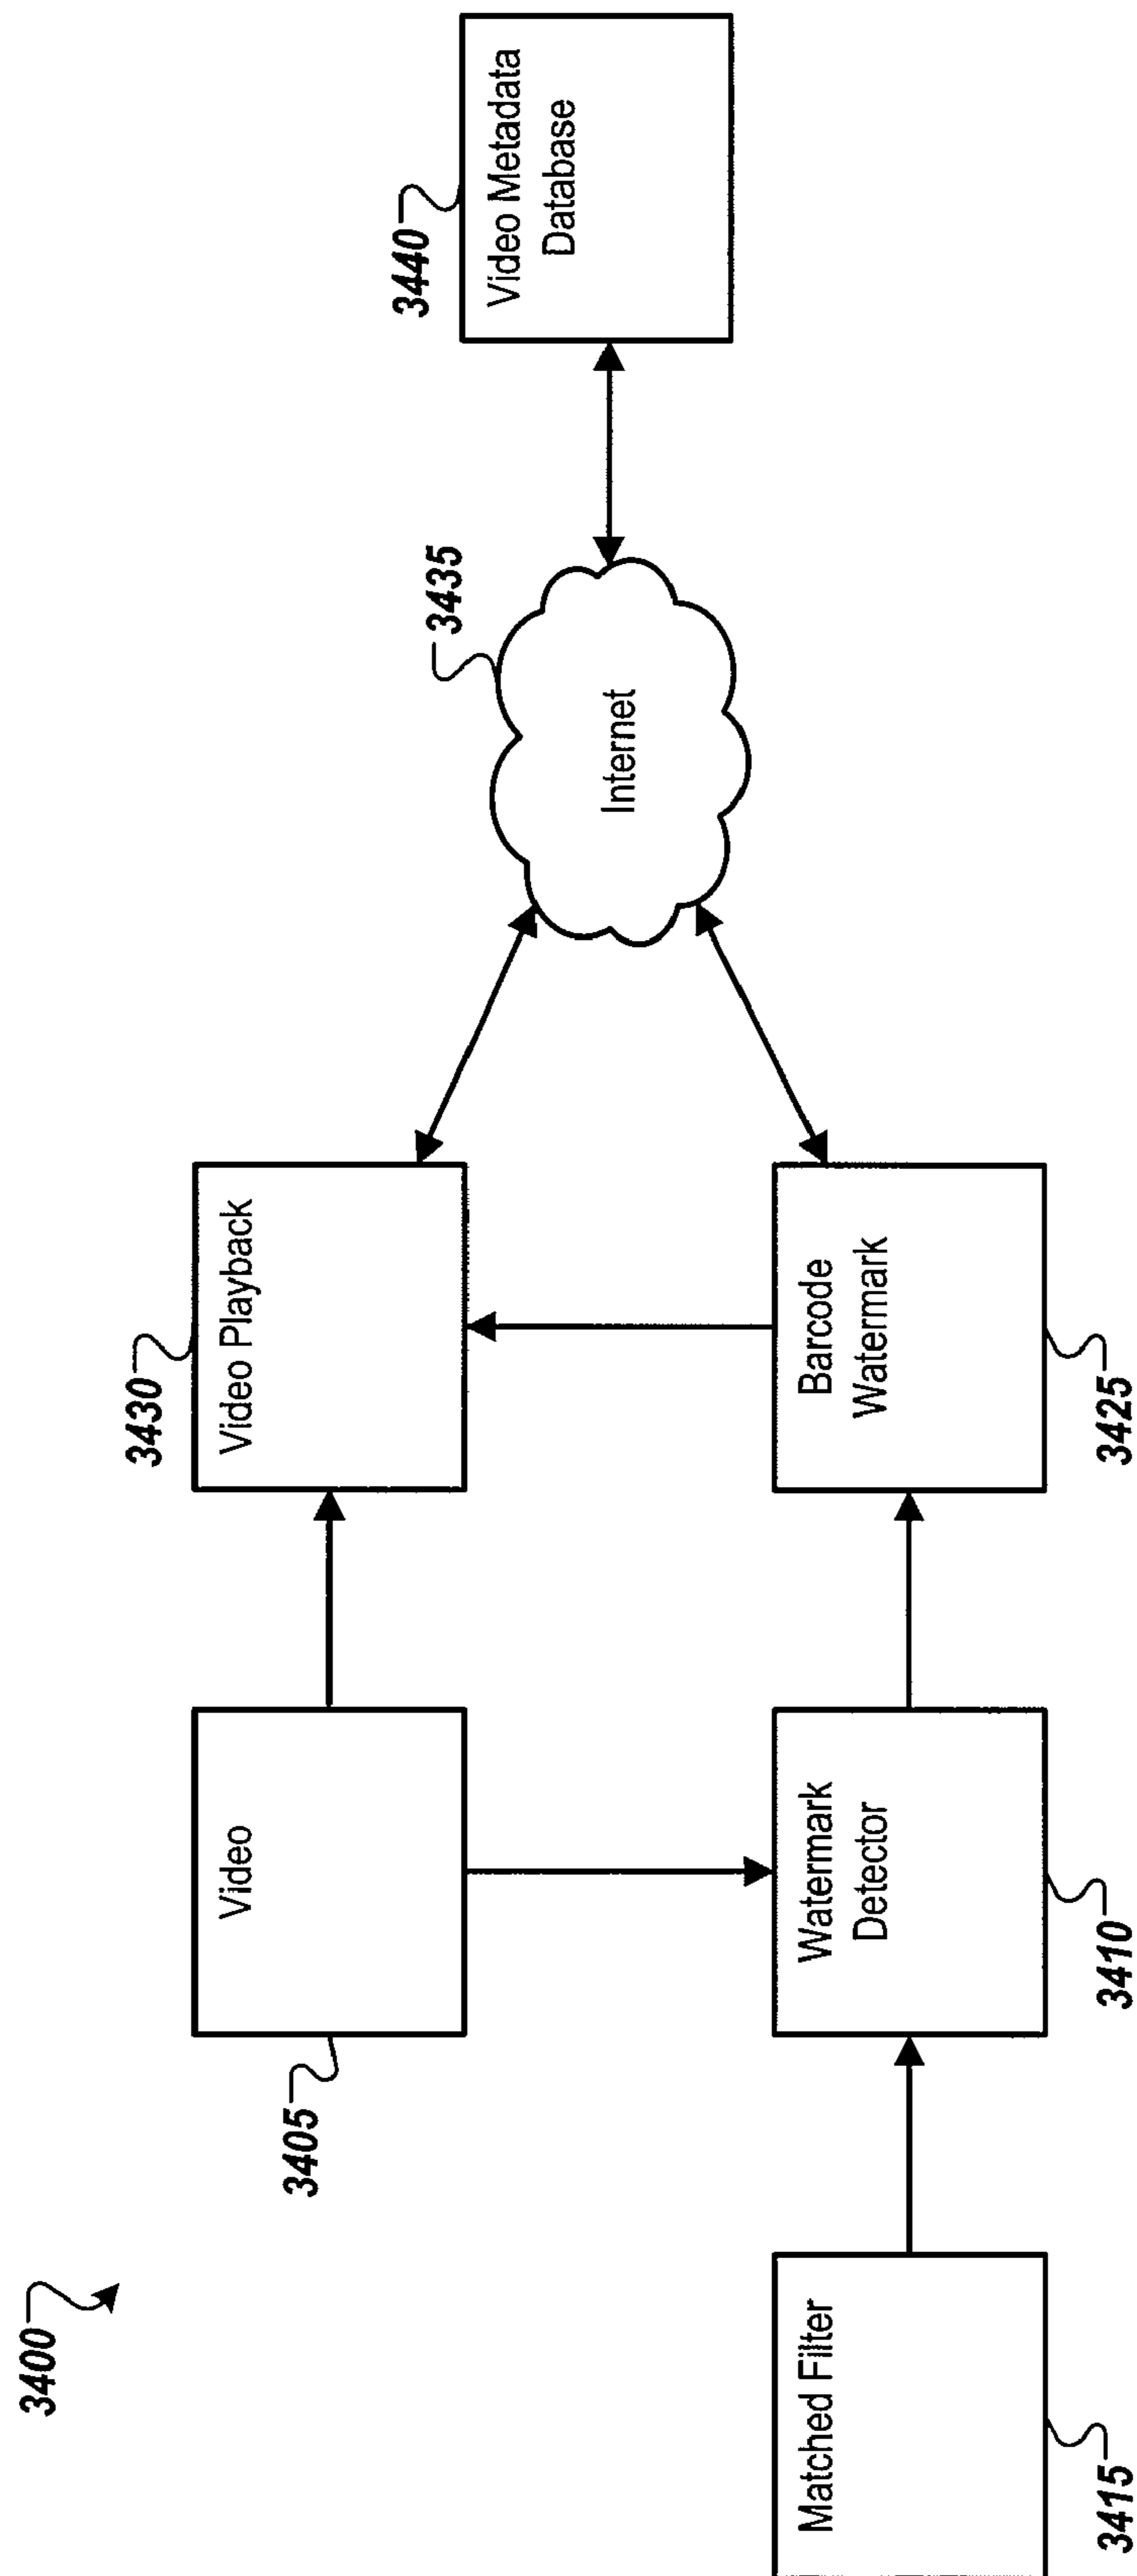 3400
3405
Video
3430
Video Playback
3435
Internet
3440
Video Metadata
Database
Matched Filter
3415
Watermark
Detector
3410
Barcode
Watermark
3425